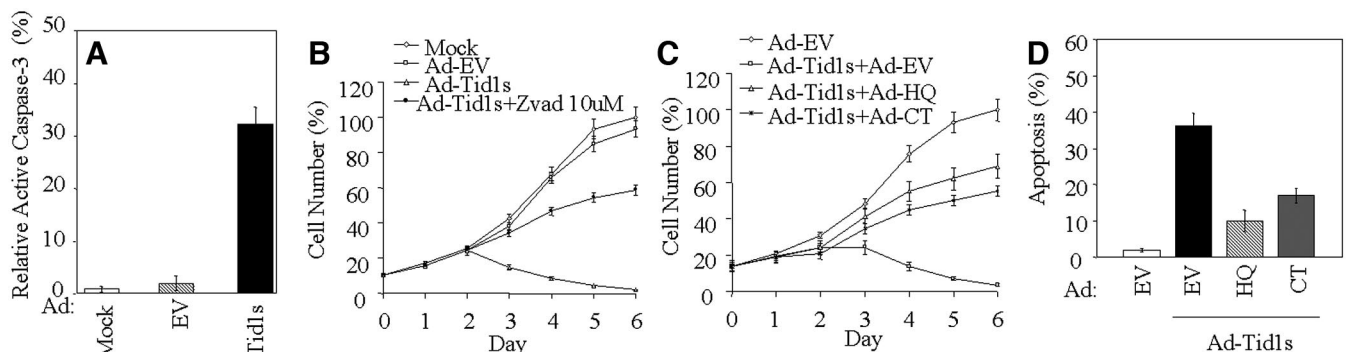 A
Relative Active Caspase-3 (%)
50
40
30
20
10
0
Ad:
Mock
EV
Tid1s
B
Mock
Ad-EV
Ad-Tid1s
Ad-Tid1s+Zvad 10uM
Cell Number (%)
120
100
80
60
40
20
0
0 1 2 3 4 5 6
Day
C
Ad-EV
Ad-Tid1s+Ad-EV
Ad-Tid1s+Ad-HQ
Ad-Tid1s+Ad-CT
Cell Number (%)
120
100
80
60
40
20
0
0 1 2 3 4 5 6
Day
D
Apoptosis (%)
60
50
40
30
20
10
0
Ad:
EV
EV
HQ
CT
Ad-Tid1s